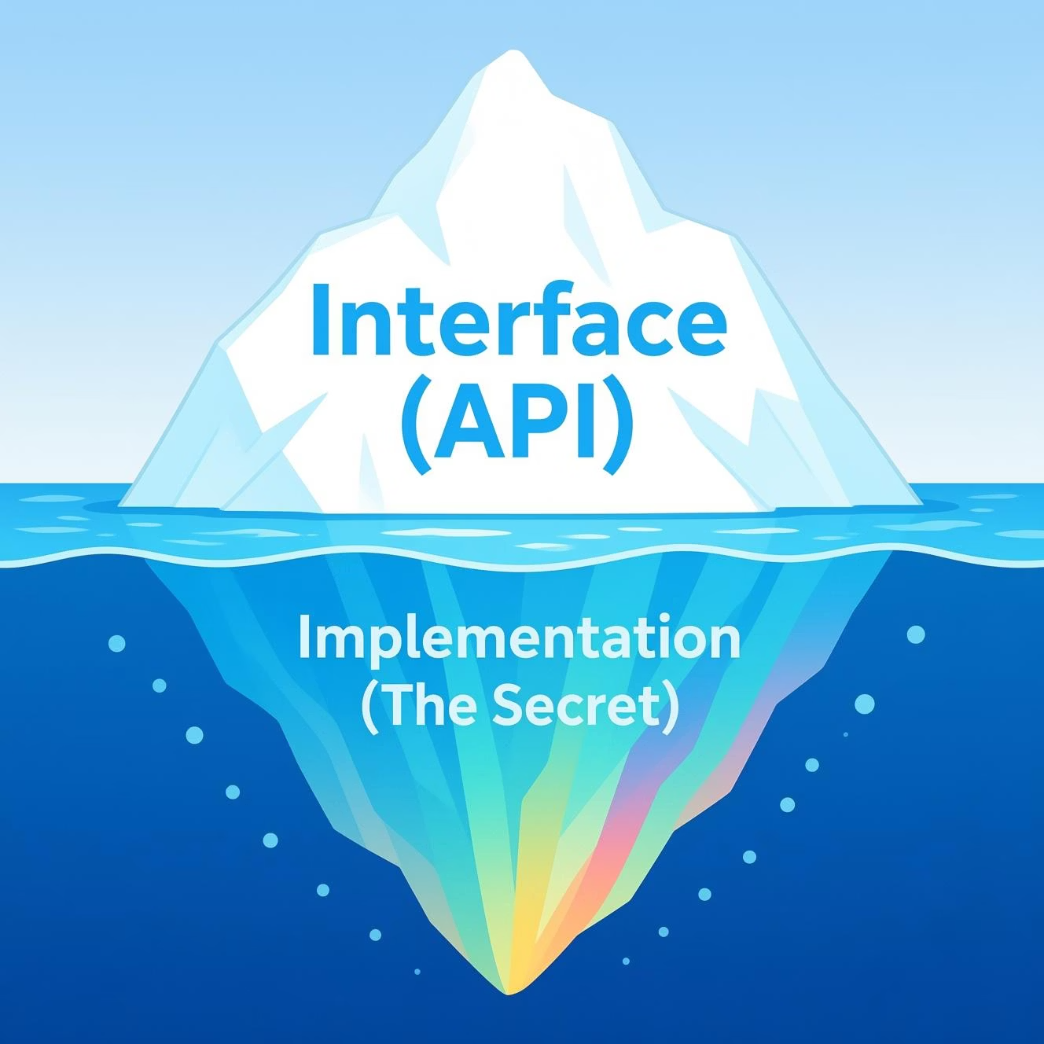 Interface
(API)
Implementation
(The Secret)